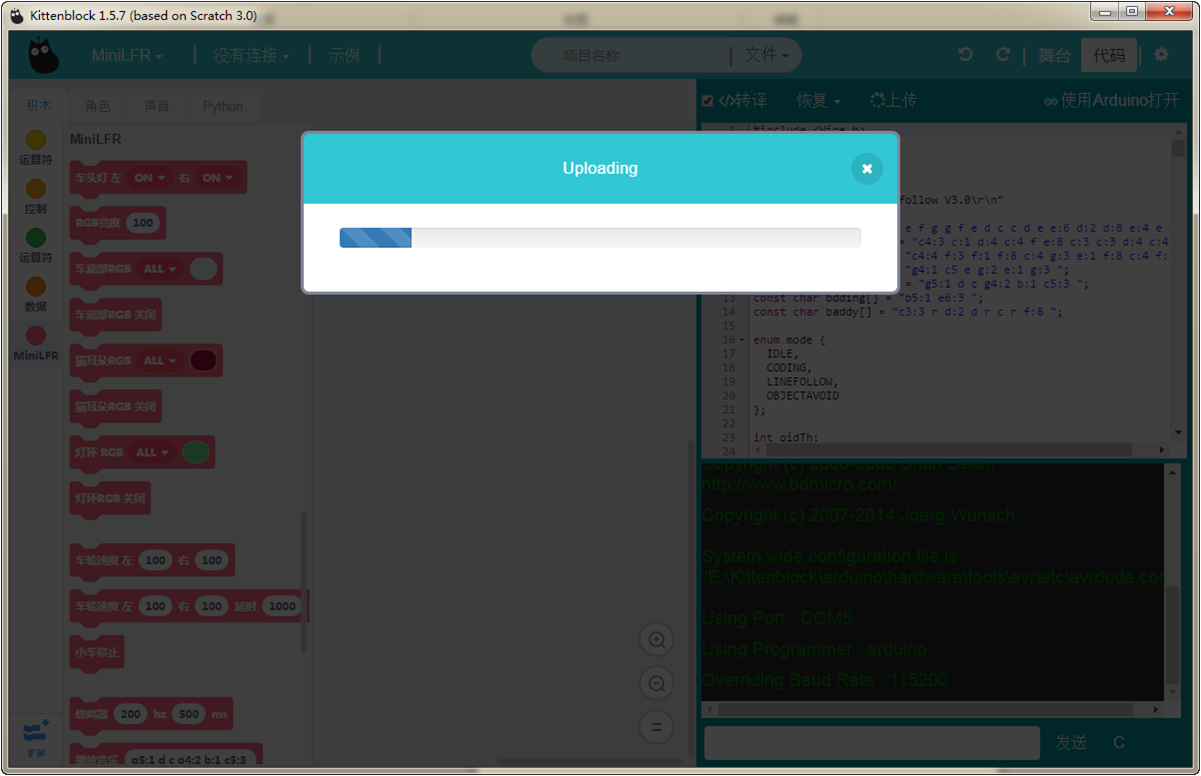 Kittenblock 1.5.7 (based on Scratch 3.0)
MiniLFR
没有连接
示例
项目名称
文件
舞台
代码
积木
角色
声音
Python
转译
恢复
上传
使用Arduino打开
运算符
控制
运算符
数据
MiniLFR
MiniLFR
车头灯 左 ON 右 ON
RGB亮度 100
车底部RGB ALL
车底部RGB 关闭
猫耳朵RGB ALL
猫耳朵RGB 关闭
灯环 RGB ALL
灯环RGB 关闭
车轮速度 左 100 右 100
车轮速度 左 100 右 100 延时 1000
小车停止
蜂鸣器 200 hz 500 ms
播放音乐 g5:1 d c g4:2 b:1 c5:3
Uploading
1 #include <Wire.h>
follow V3.0\r\n"
e f g g f e d c c d e e:6 d:2 d:8 e:4 e
= "c4:3 c:1 d:4 c:4 f e:8 c:3 c:3 d:4 c:4
"c4:4 f:3 f:1 f:8 c:4 g:3 e:1 f:8 c:4 f:
"g4:1 c5 e g:2 e:1 g:3 ";
= "g5:1 d c g4:2 b:1 c5:3 ";
13 const char bdding[] = "b5:1 e6:3 ";
14 const char baddy[] = "c3:3 r d:2 d r c r f:8 ";
15
16 enum mode {
17 IDLE,
18 CODING,
19 LINEFOLLOW,
20 OBJECTAVOID
21 };
22
23 int pidTh;
24
Copyright (c) 2000-2005 Brian Dean,
http://www.bdmicro.com/
Copyright (c) 2007-2014 Joerg Wunsch
System wide configuration file is
"E:\Kittenblock\arduino\hardware\tools\avr\etc\avrdude.con
Using Port : COM5
Using Programmer : arduino
Overriding Baud Rate : 115200
发送
C
FW